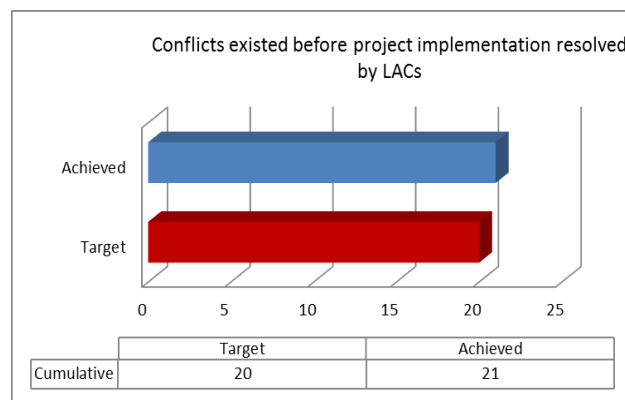 Conflicts existed before project implementation resolved
by LACs
Achieved
Target
0 5 10 15 20 25
Target Achieved
Cumulative 20 21